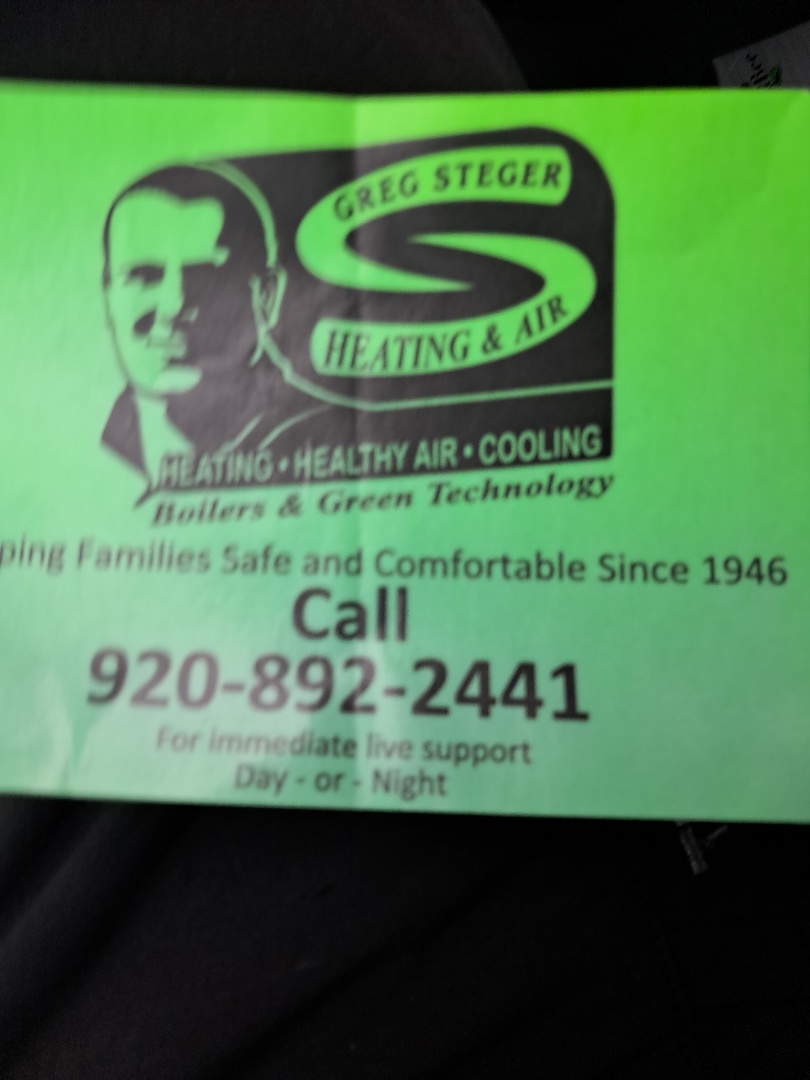 GREG STEGER
HEATING & AIR
HEATING • HEALTHY AIR • COOLING
Boilers & Green Technology
ping Families Safe and Comfortable Since 1946
Call
920-892-2441
For immediate live support
Day - or - Night